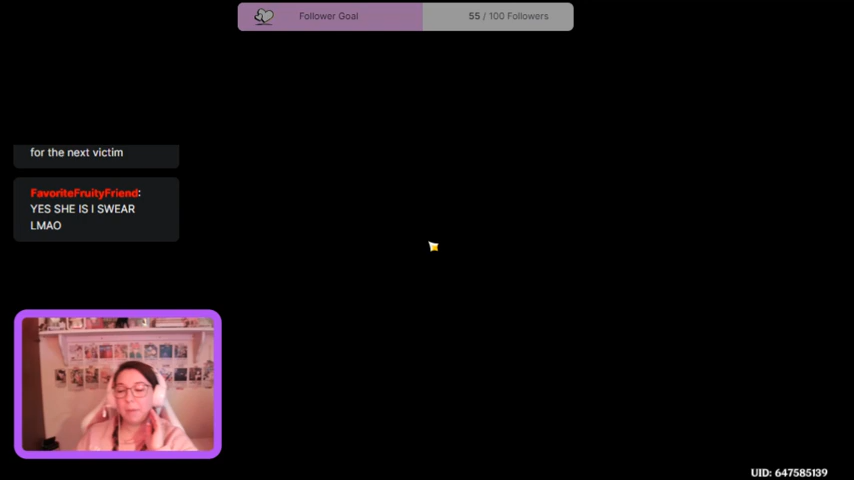 Follower Goal 55 / 100 Followers
for the next victim
FavoriteFruityFriend:
YES SHE IS I SWEAR
LMAO
UID: 647585139